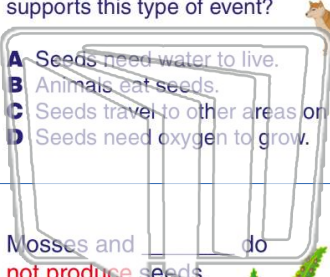 supports this type of event?
A Seeds need water to live.
B Animals eat seeds.
C Seeds travel to other areas on
D Seeds need oxygen to grow.
Mosses and ________ do
not produce seeds